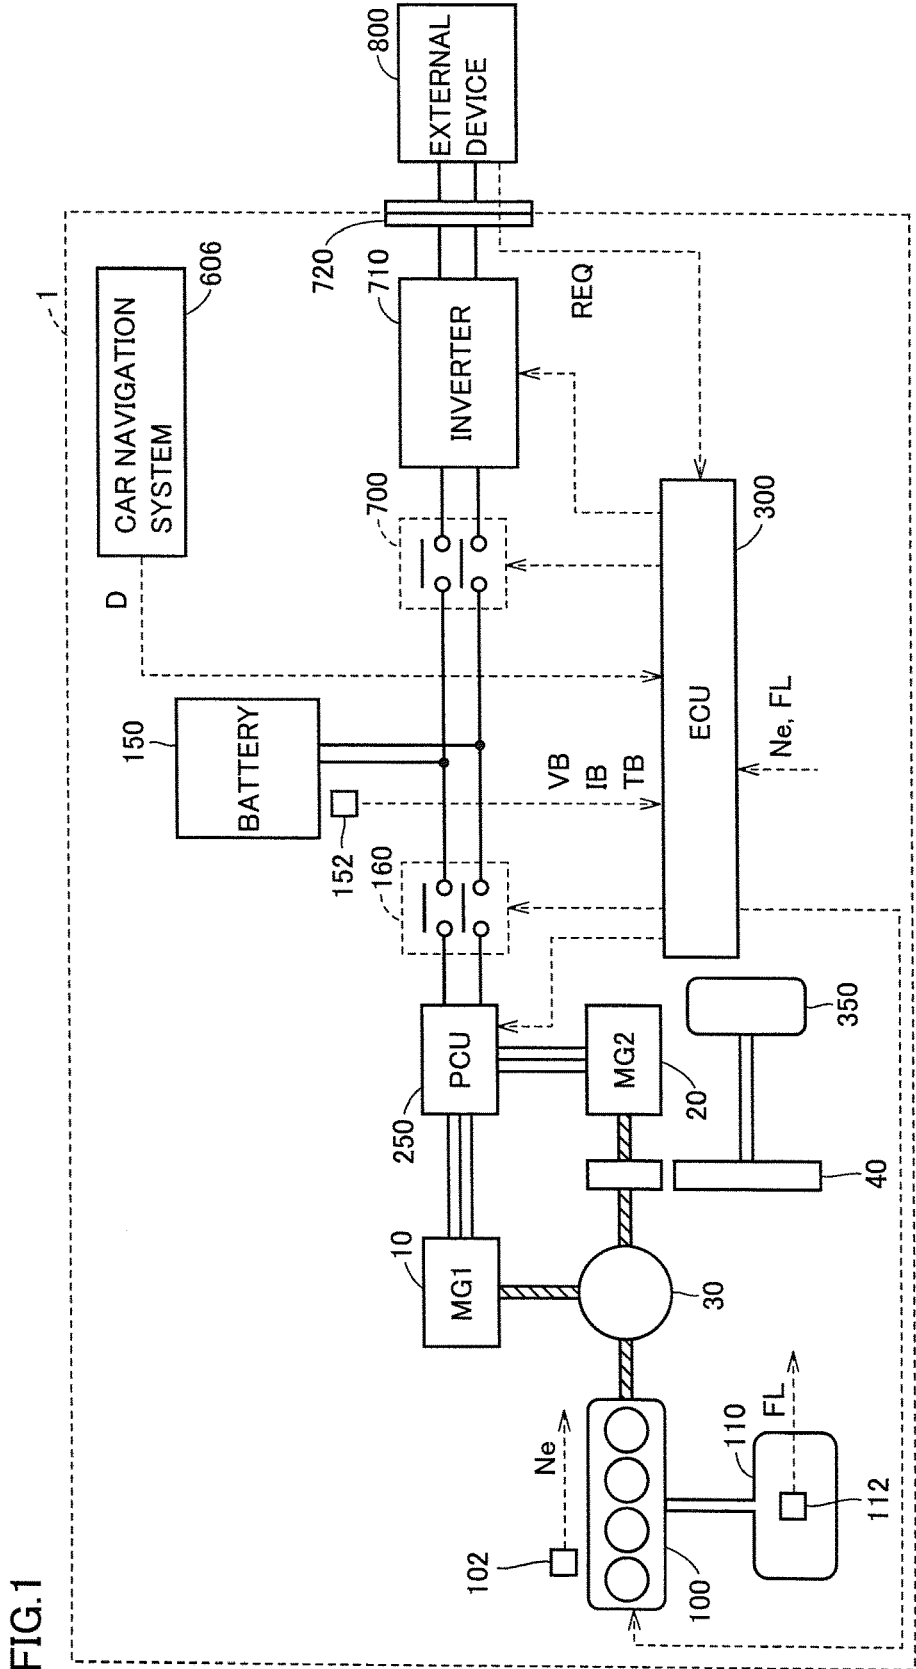 FIG.1
1
CAR NAVIGATION
SYSTEM
606
D
150
BATTERY
152
VB
IB
TB
160
700
720
710
INVERTER
800
EXTERNAL
DEVICE
REQ
300
ECU
Ne, FL
250
PCU
10
MG1
MG2
20
30
40
350
102
Ne
100
110
FL
112